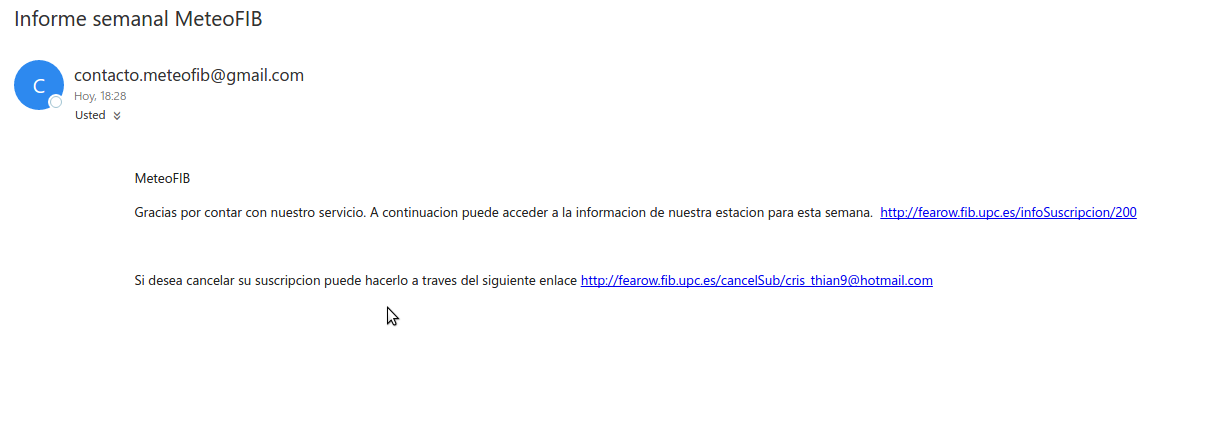 Informe semanal MeteoFIB
C
contacto.meteofib@gmail.com
Hoy, 18:28
Usted
MeteoFIB
Gracias por contar con nuestro servicio. A continuacion puede acceder a la informacion de nuestra estacion para esta semana. http://fearow.fib.upc.es/infoSuscripcion/200
Si desea cancelar su suscripcion puede hacerlo a traves del siguiente enlace http://fearow.fib.upc.es/cancelSub/cris_thian9@hotmail.com